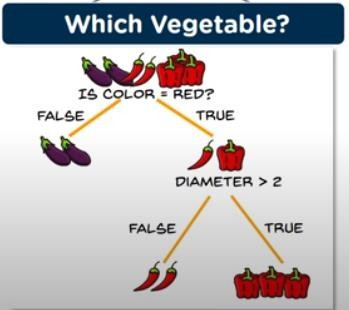 Which Vegetable?
IS COLOR = RED?
FALSE
TRUE
DIAMETER > 2
FALSE
TRUE